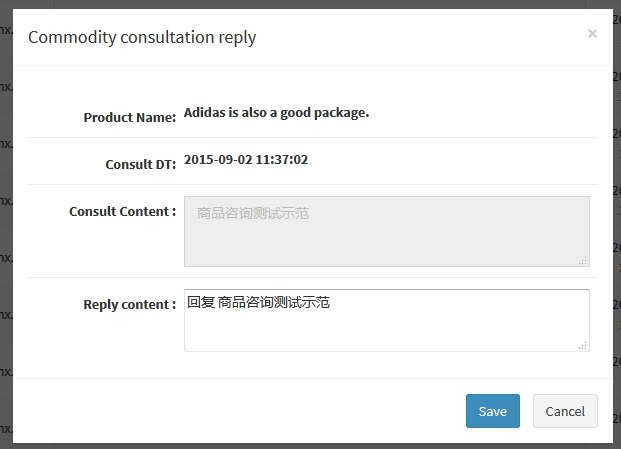 Commodity consultation reply
×
Product Name: Adidas is also a good package.
Consult DT: 2015-09-02 11:37:02
Consult Content : 商品咨询测试示范
Reply content : 回复 商品咨询测试示范
Save Cancel